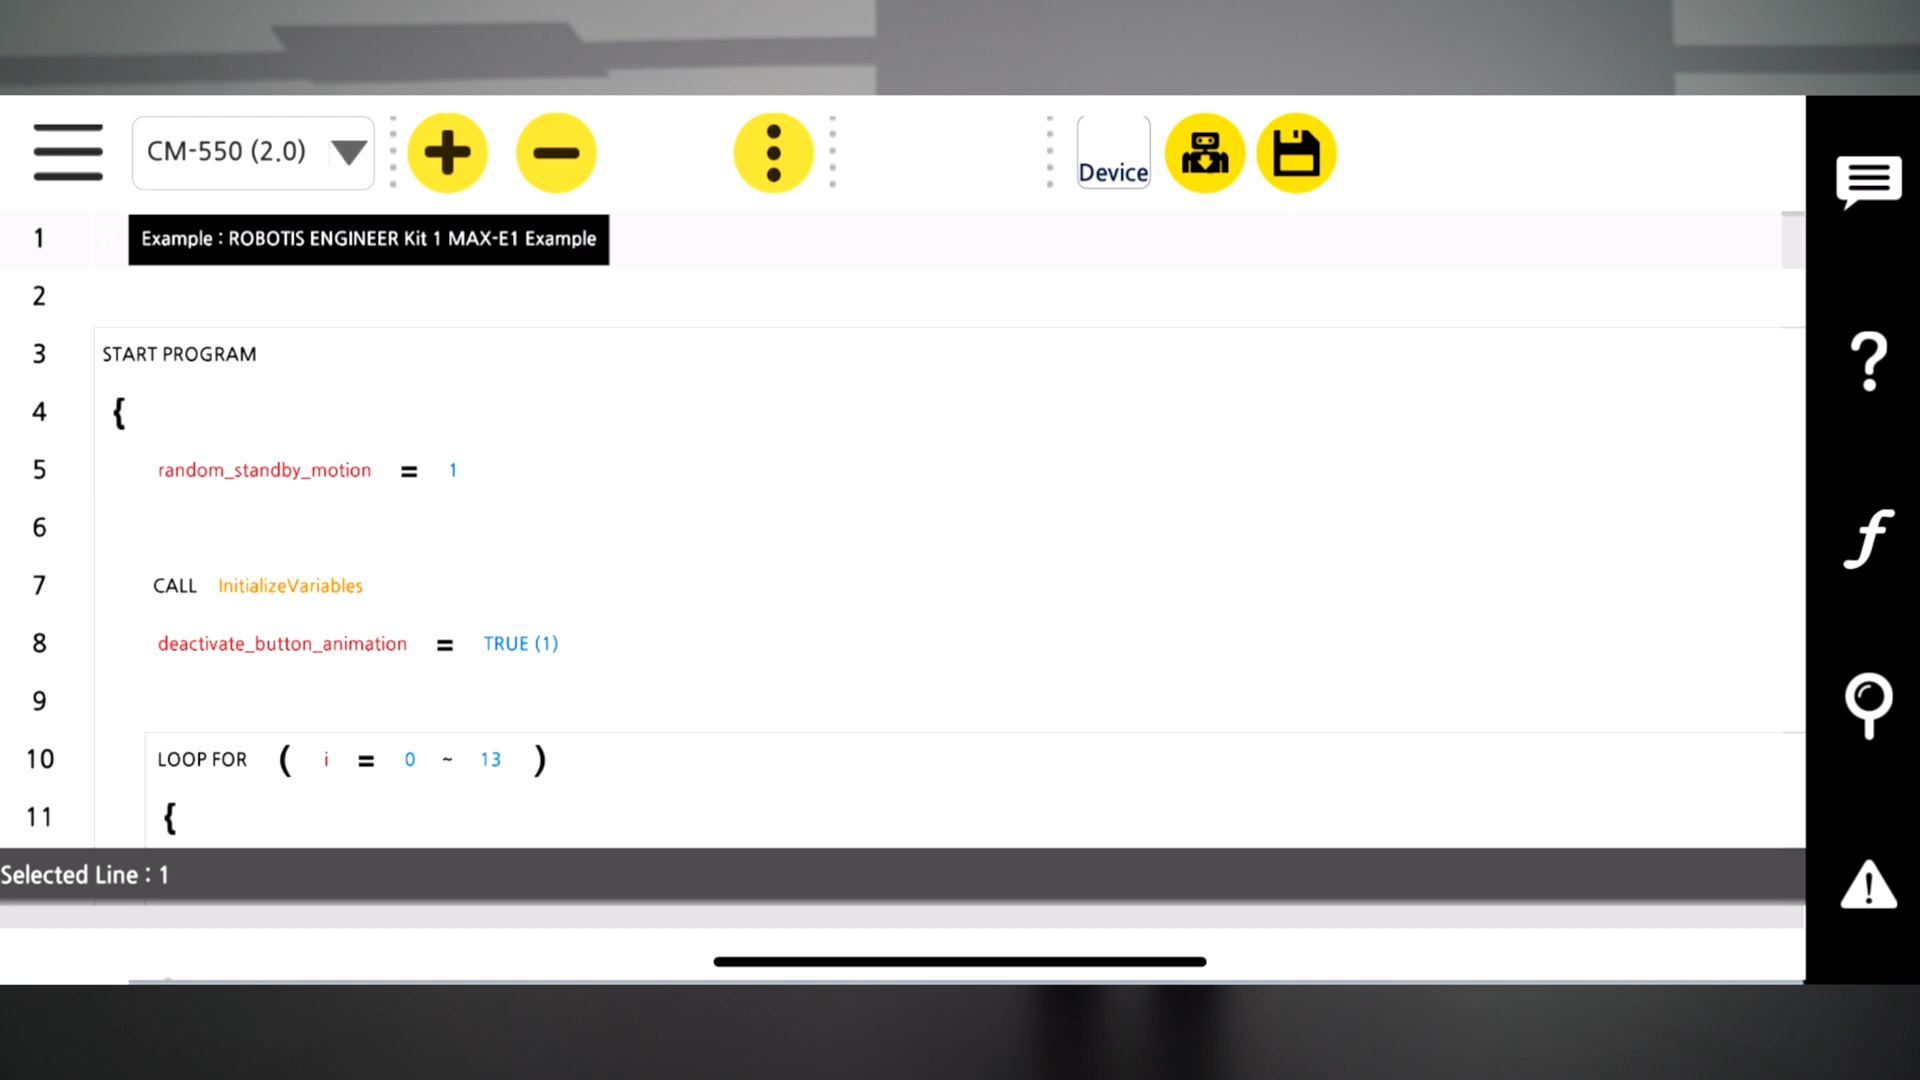 CM-550 (2.0)
Device
1 // Example : ROBOTIS ENGINEER Kit 1 MAX-E1 Example
2
3 START PROGRAM
4 {
5 random_standby_motion = 1
6
7 CALL InitializeVariables
8 deactivate_button_animation = TRUE (1)
9
10 LOOP FOR ( i = 0 ~ 13 )
11 {
Selected Line : 1